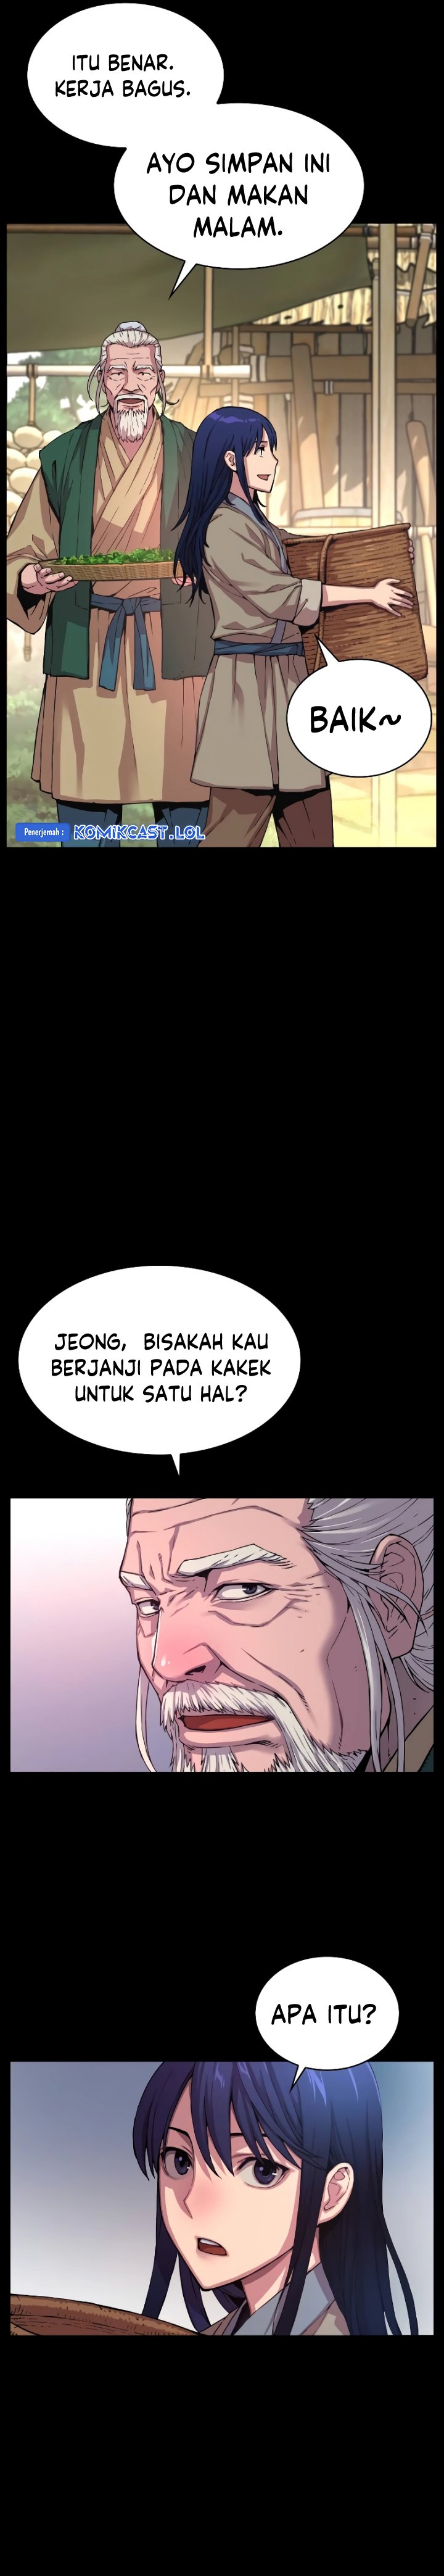 ITU BENAR.
KERJA BAGUS.
AYO SIMPAN INI
DAN MAKAN
MALAM.
BAIK~
Penerjemah :
KOMIKCAST.LOL
JEONG, BISAKAH KAU
BERJANJI PADA KAKEK
UNTUK SATU HAL?
APA ITU?